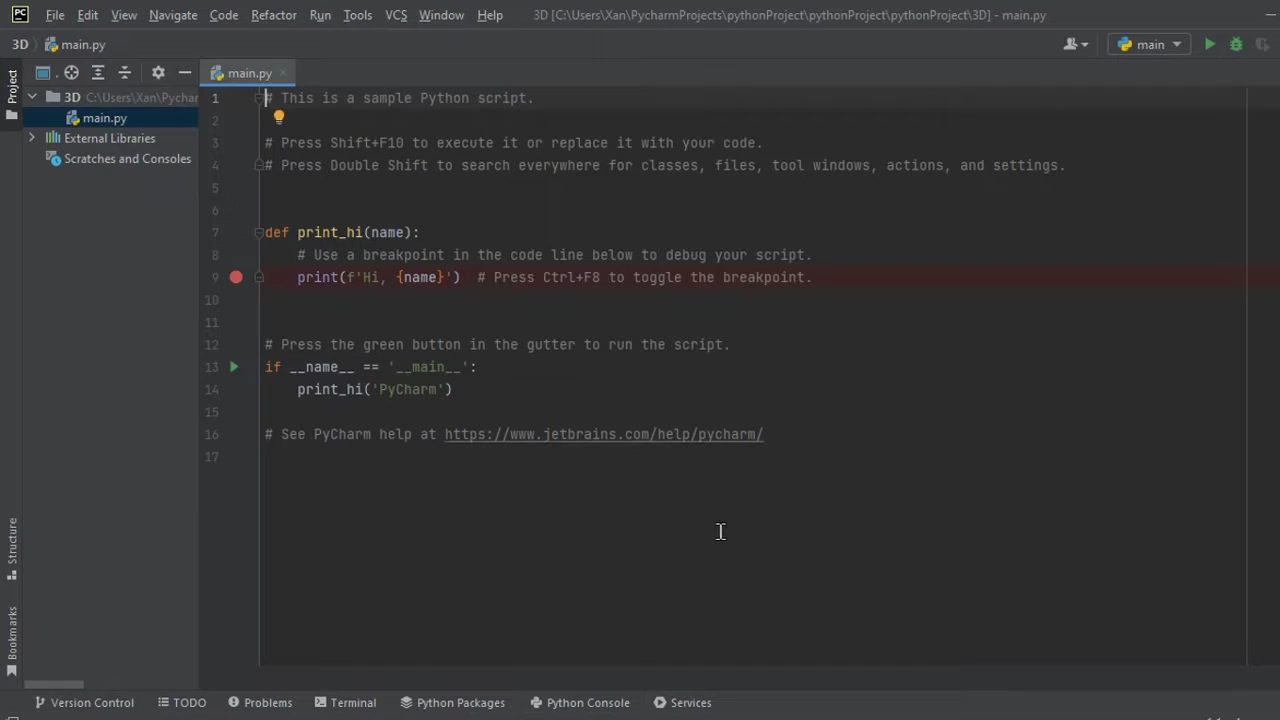 PC File Edit View Navigate Code Refactor Run Tools VCS Window Help 3D [C:\Users\Xan\PycharmProjects\pythonProject\pythonProject\pythonProject\3D] - main.py
3D main.py main
Project main.py
3D C:\Users\Xan\Pychar
main.py
External Libraries
Scratches and Consoles
1 # This is a sample Python script.
2
3 # Press Shift+F10 to execute it or replace it with your code.
4 # Press Double Shift to search everywhere for classes, files, tool windows, actions, and settings.
5
6
7 def print_hi(name):
8 # Use a breakpoint in the code line below to debug your script.
9 print(f'Hi, {name}') # Press Ctrl+F8 to toggle the breakpoint.
10
11
12 # Press the green button in the gutter to run the script.
13 if __name__ == '__main__':
14 print_hi('PyCharm')
15
16 # See PyCharm help at https://www.jetbrains.com/help/pycharm/
17
Structure
Bookmarks
Version Control TODO Problems Terminal Python Packages Python Console Services